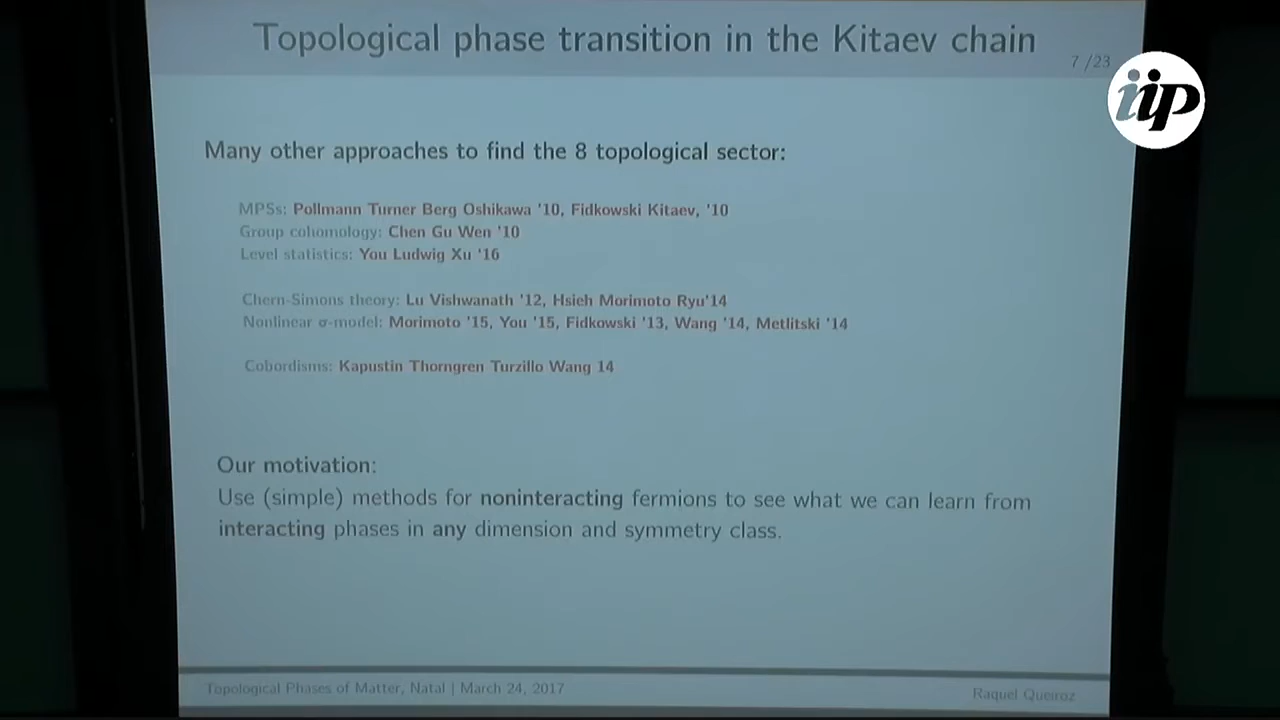 Topological phase transition in the Kitaev chain
7 /23
iip
Many other approaches to find the 8 topological sector:
MPSs: Pollmann Turner Berg Oshikawa '10, Fidkowski Kitaev, '10
Group cohomology: Chen Gu Wen '10
Level statistics: You Ludwig Xu '16
Chern-Simons theory: Lu Vishwanath '12, Hsieh Morimoto Ryu'14
Nonlinear σ-model: Morimoto '15, You '15, Fidkowski '13, Wang '14, Metlitski '14
Cobordisms: Kapustin Thorngren Turzillo Wang 14
Our motivation:
Use (simple) methods for noninteracting fermions to see what we can learn from
interacting phases in any dimension and symmetry class.
Topological Phases of Matter, Natal | March 24, 2017
Raquel Queiroz